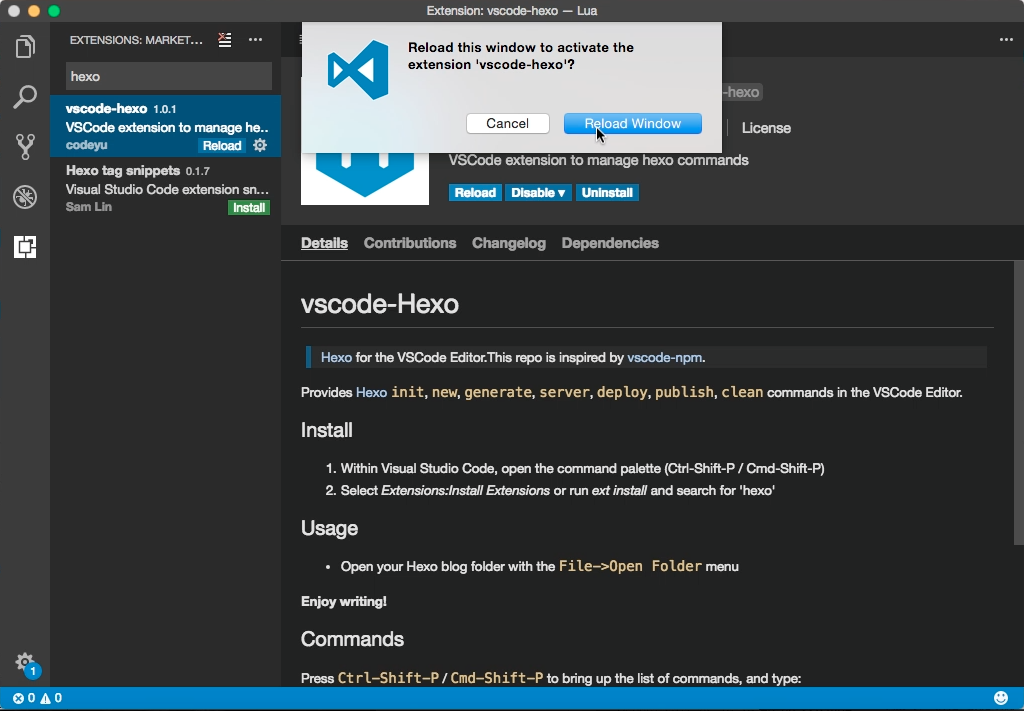 Extension: vscode-hexo — Lua
EXTENSIONS: MARKET...
hexo
vscode-hexo 1.0.1
VSCode extension to manage he..
codeyu
Reload
Hexo tag snippets 0.1.7
Visual Studio Code extension sn...
Sam Lin
Install
Reload this window to activate the
extension 'vscode-hexo'?
Cancel
Reload Window
-hexo
License
VSCode extension to manage hexo commands
Reload
Disable ▾
Uninstall
Details Contributions Changelog Dependencies
vscode-Hexo
Hexo for the VSCode Editor.This repo is inspired by vscode-npm.
Provides Hexo init, new, generate, server, deploy, publish, clean commands in the VSCode Editor.
Install
1. Within Visual Studio Code, open the command palette (Ctrl-Shift-P / Cmd-Shift-P)
2. Select Extensions:Install Extensions or run ext install and search for 'hexo'
Usage
• Open your Hexo blog folder with the File->Open Folder menu
Enjoy writing!
Commands
Press Ctrl-Shift-P / Cmd-Shift-P to bring up the list of commands, and type:
1
0 0